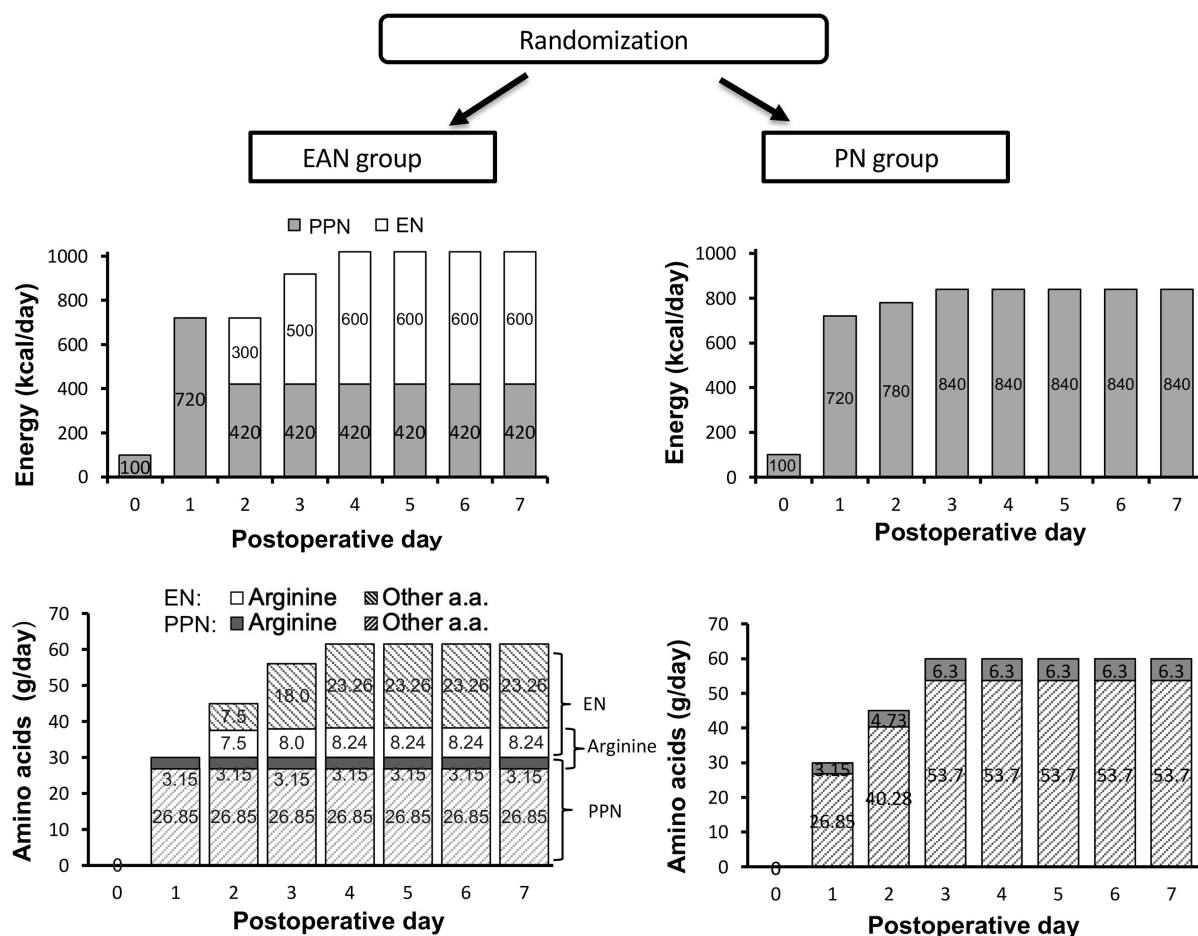 Randomization
EAN group
PN group
PPN EN
Energy (kcal/day)
1000
800
600
400
200
0
300 500 600 600 600 600
100 720 420 420 420 420 420 420
0 1 2 3 4 5 6 7
Postoperative day
Energy (kcal/day)
1000
800
600
400
200
0
100 720 780 840 840 840 840 840
0 1 2 3 4 5 6 7
Postoperative day
EN: Arginine Other a.a.
PPN: Arginine Other a.a.
Amino acids (g/day)
70
60
50
40
30
20
10
0
7.5 18.0 23.26 23.26 23.26 23.26
7.5 8.0 8.24 8.24 8.24 8.24
3.15 3.15 3.15 3.15 3.15 3.15 3.15
26.85 26.85 26.85 26.85 26.85 26.85 26.85
0
EN
Arginine
PPN
0 1 2 3 4 5 6 7
Postoperative day
Amino acids (g/day)
70
60
50
40
30
20
10
0
3.15 4.73 6.3 6.3 6.3 6.3 6.3
26.85 40.28 53.7 53.7 53.7 53.7 53.7
0
0 1 2 3 4 5 6 7
Postoperative day